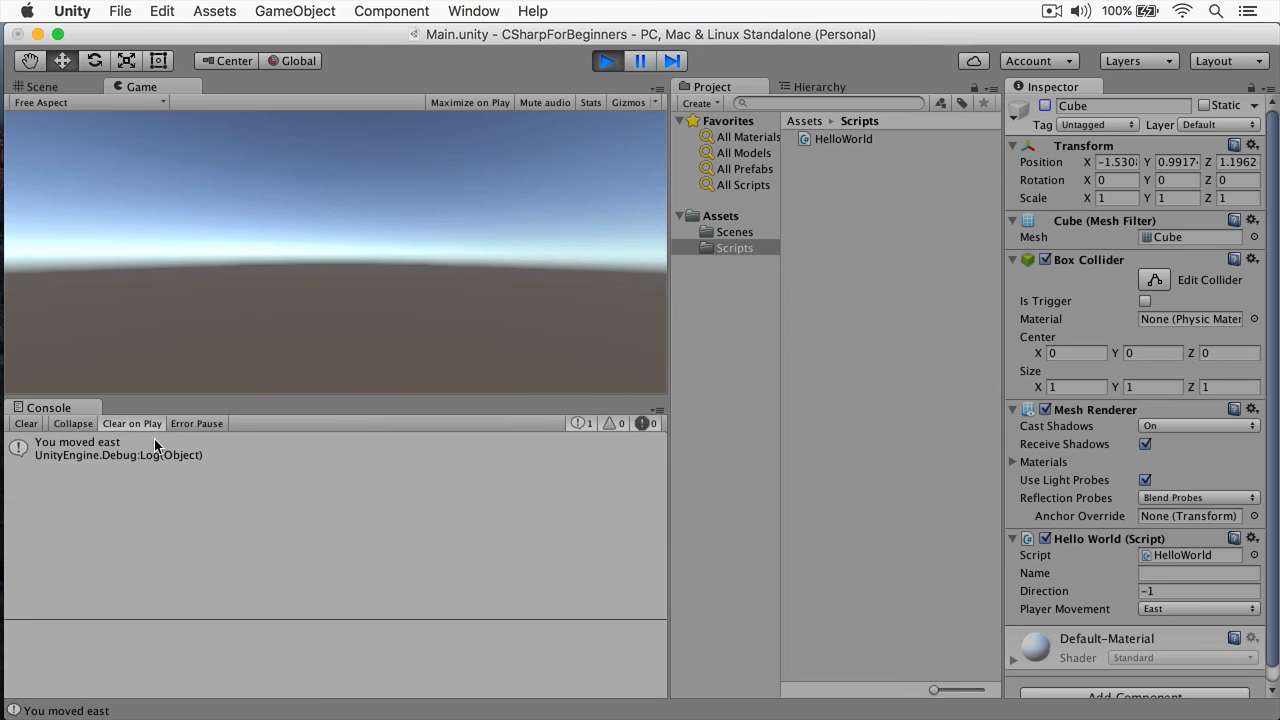 Unity File Edit Assets GameObject Component Window Help 100%
Main.unity - CSharpForBeginners - PC, Mac & Linux Standalone (Personal)
Center Global Account Layers Layout
Scene Game Project Hierarchy Inspector
Free Aspect Maximize on Play Mute audio Stats Gizmos
Create
Cube Static
Tag Untagged Layer Default
Favorites
All Materials
All Models
All Prefabs
All Scripts
Assets
Scenes
Scripts
Assets Scripts
HelloWorld
Transform
Position X -1.530 Y 0.9917 Z 1.1962
Rotation X 0 Y 0 Z 0
Scale X 1 Y 1 Z 1
Cube (Mesh Filter)
Mesh Cube
Box Collider
Edit Collider
Is Trigger
Material None (Physic Mater
Center
X 0 Y 0 Z 0
Size
X 1 Y 1 Z 1
Mesh Renderer
Cast Shadows On
Receive Shadows
Materials
Use Light Probes
Reflection Probes Blend Probes
Anchor Override None (Transform)
Hello World (Script)
Script HelloWorld
Name
Direction -1
Player Movement East
Default-Material
Shader Standard
Add Component
Console
Clear Collapse Clear on Play Error Pause 1 0 0
You moved east
UnityEngine.Debug:Log(Object)
You moved east